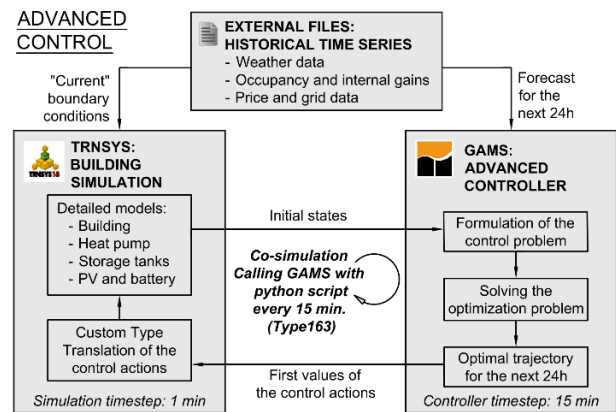 ADVANCED
CONTROL
EXTERNAL FILES:
HISTORICAL TIME SERIES
- Weather data
- Occupancy and internal gains
- Price and grid data
"Current"
boundary
conditions
Forecast
for the
next 24h
TRNSYS18
TRNSYS:
BUILDING
SIMULATION
Detailed models:
- Building
- Heat pump
- Storage tanks
- PV and battery
Custom Type
Translation of the
control actions
Simulation timestep: 1 min
Initial states
Co-simulation
Calling GAMS with
python script
every 15 min.
(Type163)
First values of
the control actions
GAMS:
ADVANCED
CONTROLLER
Formulation of the
control problem
Solving the
optimization problem
Optimal trajectory
for the next 24h
Controller timestep: 15 min